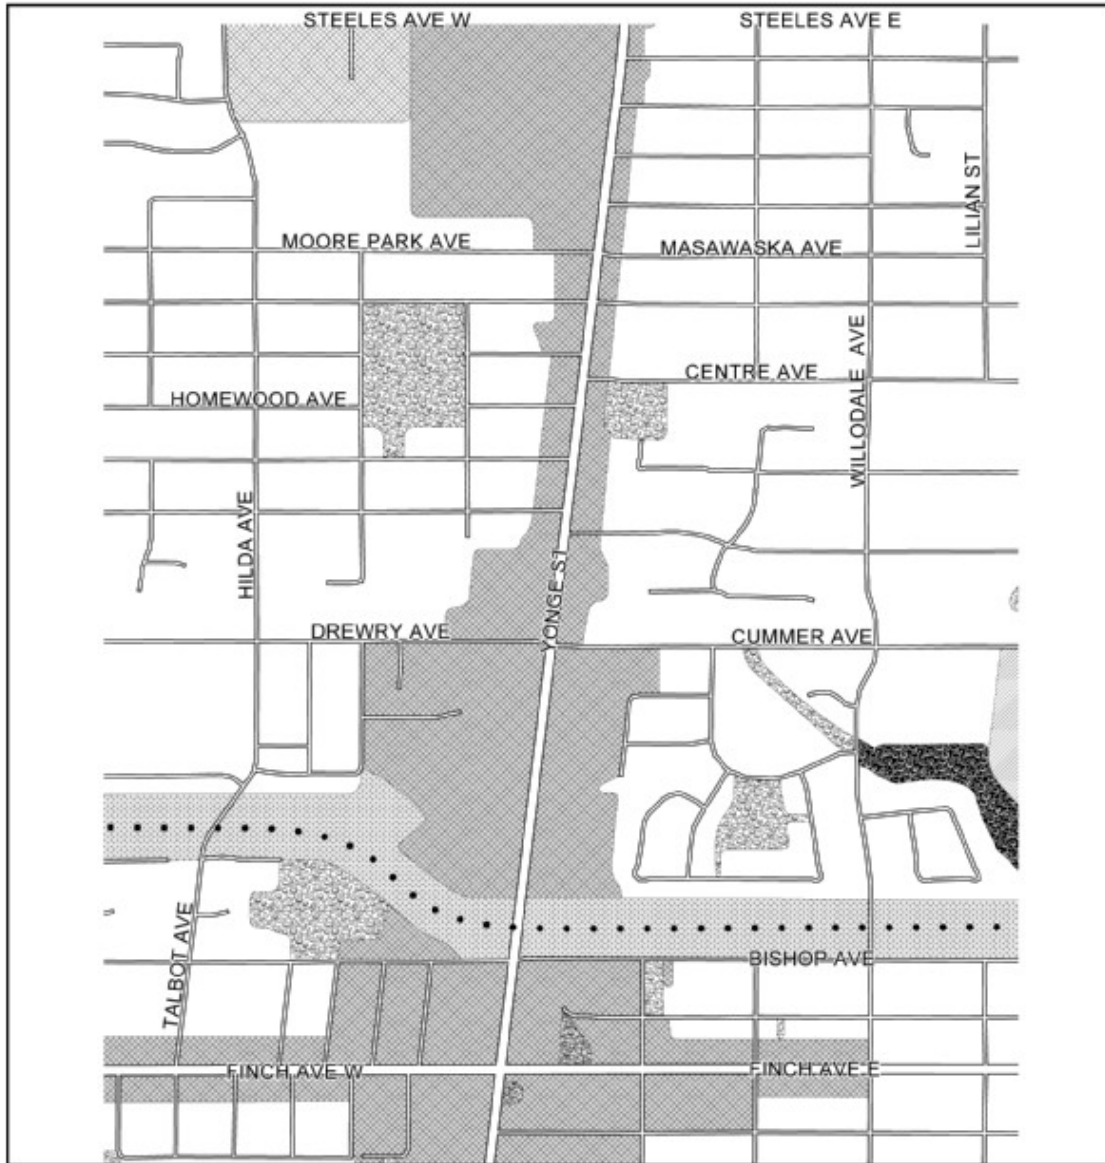 STEELES AVE W
STEELES AVE E
LILIAN ST
MOORE PARK AVE
MASAWASKA AVE
WILLODALE AVE
CENTRE AVE
HOMEWOOD AVE
HILDA AVE
YONGE ST
DREWRY AVE
CUMMER AVE
TALBOT AVE
BISHOP AVE
FINCH AVE W
FINCH AVE E